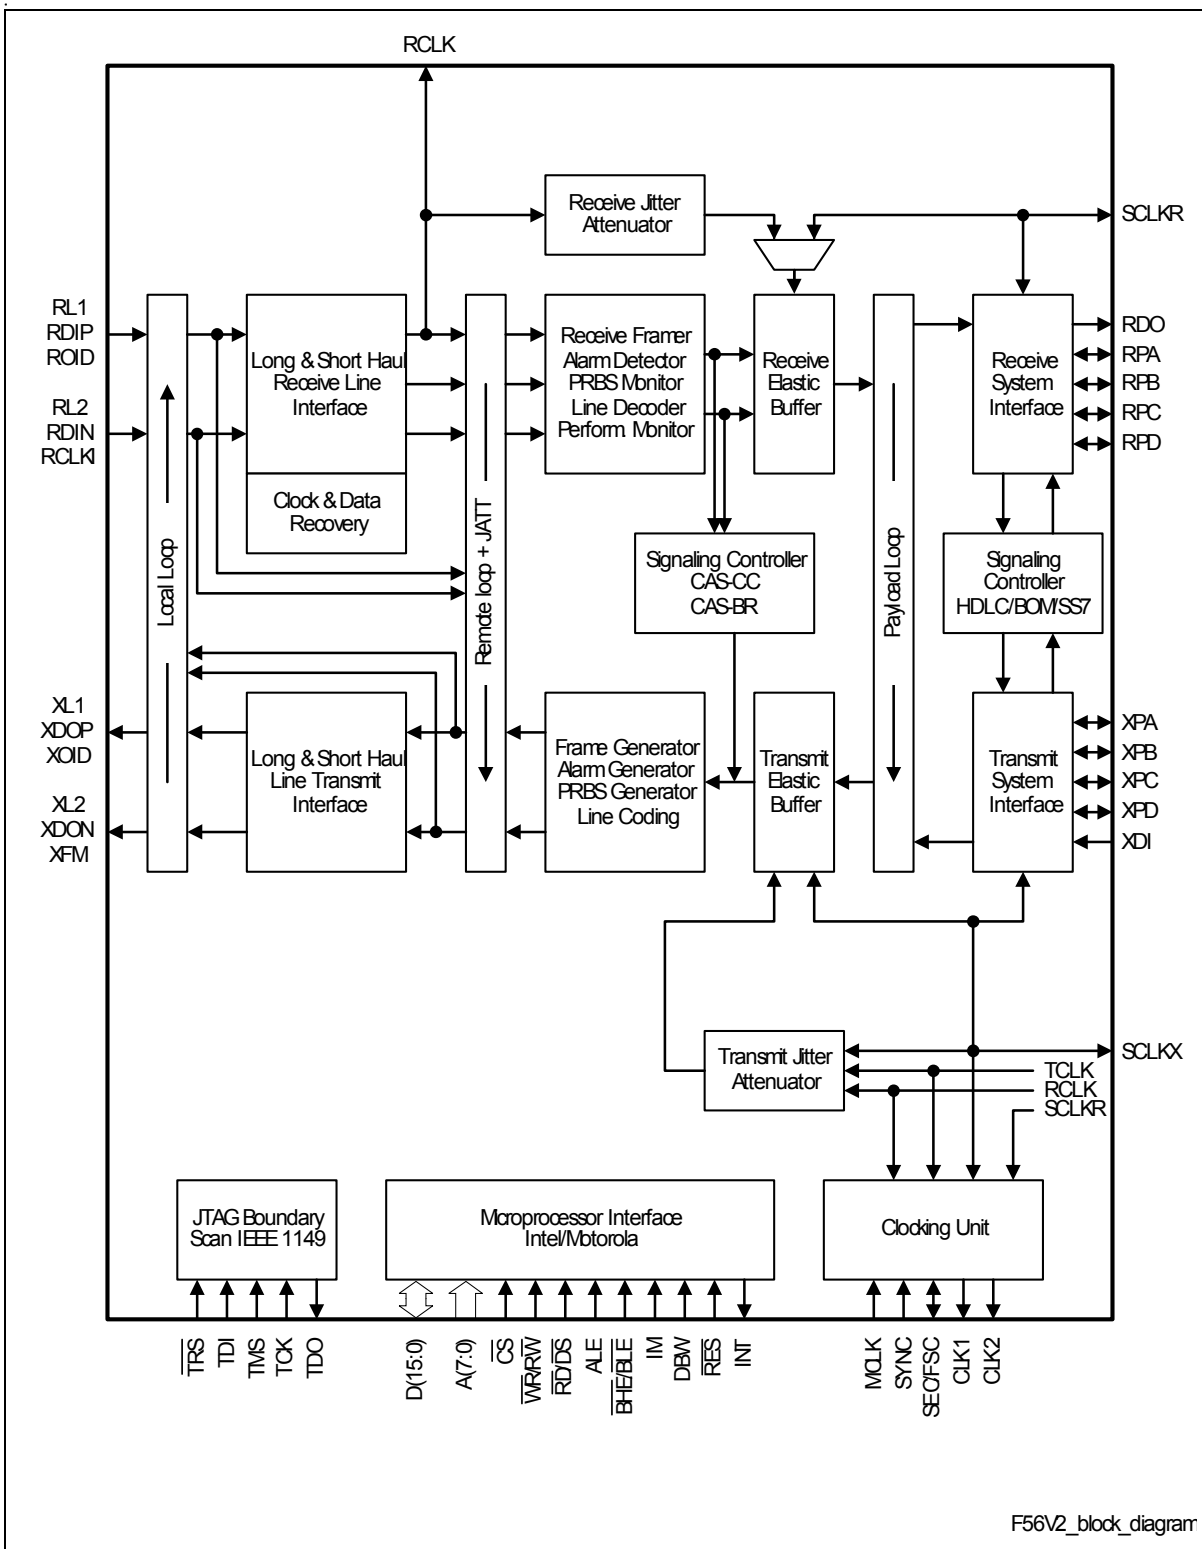 RCLK
Receive Jitter
Attenuator
SCLKR
RL1
RDIP
ROID
RL2
RDIN
RCLKI
Local Loop
Long & Short Haul
Receive Line
Interface
Clock & Data
Recovery
Remote loop + JATT
Receive Framer
Alarm Detector
PRBS Monitor
Line Decoder
Perform. Monitor
Receive
Elastic
Buffer
Payload Loop
Receive
System
Interface
RDO
RPA
RPB
RPC
RPD
Signaling Controller
CAS-CC
CAS-BR
Signaling
Controller
HDLC/BOM/SS7
XL1
XDOP
XOID
XL2
XDON
XFM
Long & Short Haul
Line Transmit
Interface
Frame Generator
Alarm Generator
PRBS Generator
Line Coding
Transmit
Elastic
Buffer
Transmit
System
Interface
XPA
XPB
XPC
XPD
XDI
Transmit Jitter
Attenuator
SCLKX
TCLK
RCLK
SCLKR
JTAG Boundary
Scan IEEE 1149
Microprocessor Interface
Intel/Motorola
Clocking Unit
TRS
TDI
TMS
TCK
TDO
D(15:0)
A(7:0)
CS
WR/RW
RD/DS
ALE
BHE/BLE
IM
DBW
RES
INT
MCLK
SYNC
SEC/FSC
CLK1
CLK2
F56V2_block_diagram